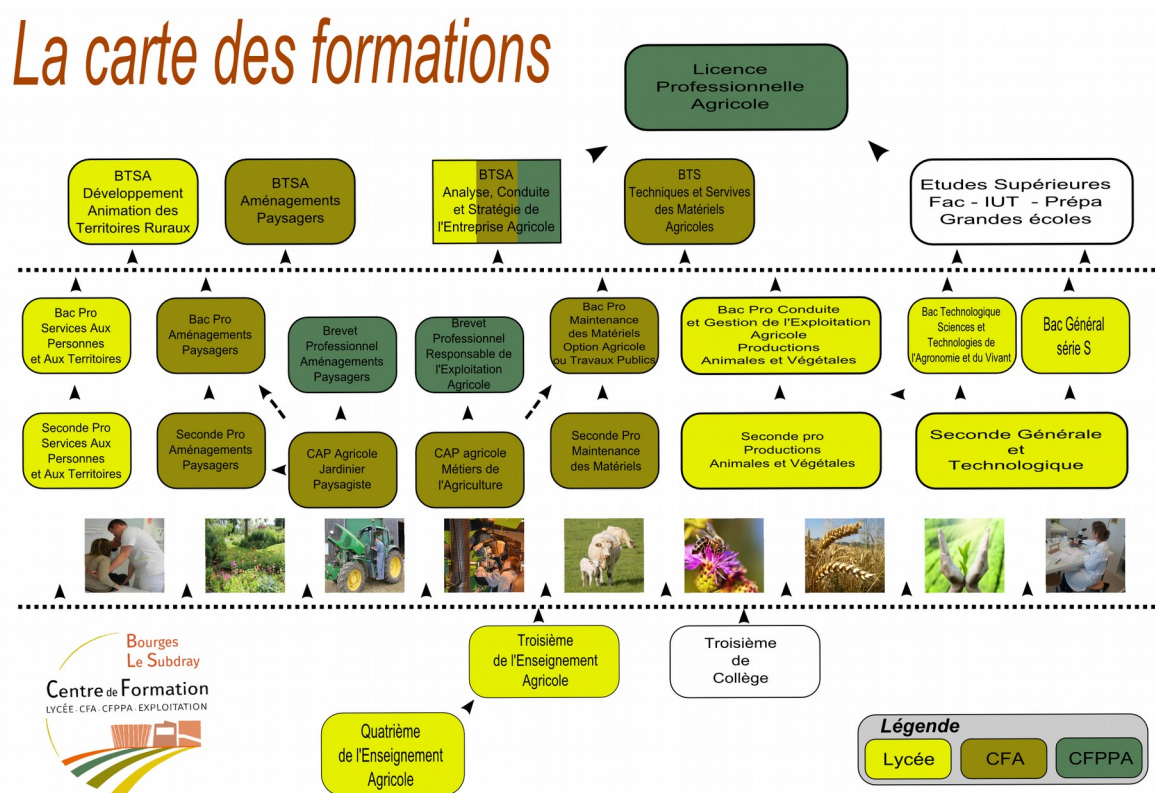 La carte des formations
Licence
Professionnelle
Agricole
BTSA
Développement
Animation des
Territoires Ruraux
BTSA
Aménagements
Paysagers
BTSA
Analyse, Conduite
et Stratégie de
l'Entreprise Agricole
BTS
Techniques et Servives
des Matériels
Agricoles
Etudes Supérieures
Fac - IUT - Prépa
Grandes écoles
Bac Pro
Services Aux
Personnes
et Aux Territoires
Bac Pro
Aménagements
Paysagers
Brevet
Professionnel
Aménagements
Paysagers
Brevet
Professionnel
Responsable de
l'Exploitation
Agricole
Bac Pro
Maintenance
des Matériels
Option Agricole
ou Travaux Publics
Bac Pro Conduite
et Gestion de l'Exploitation
Agricole
Productions
Animales et Végétales
Bac Technologique
Sciences et
Technologies de
l'Agronomie et du Vivant
Bac Général
série S
Seconde Pro
Services Aux
Personnes
et Aux Territoires
Seconde Pro
Aménagements
Paysagers
CAP Agricole
Jardinier
Paysagiste
CAP agricole
Métiers de
l'Agriculture
Seconde Pro
Maintenance
des Matériels
Seconde pro
Productions
Animales et Végétales
Seconde Générale
et
Technologique
Troisième
de l'Enseignement
Agricole
Troisième
de
Collège
Quatrième
de l'Enseignement
Agricole
Bourges
Le Subdray
Centre de Formation
LYCÉE - CFA - CFPPA - EXPLOITATION
Légende
Lycée
CFA
CFPPA